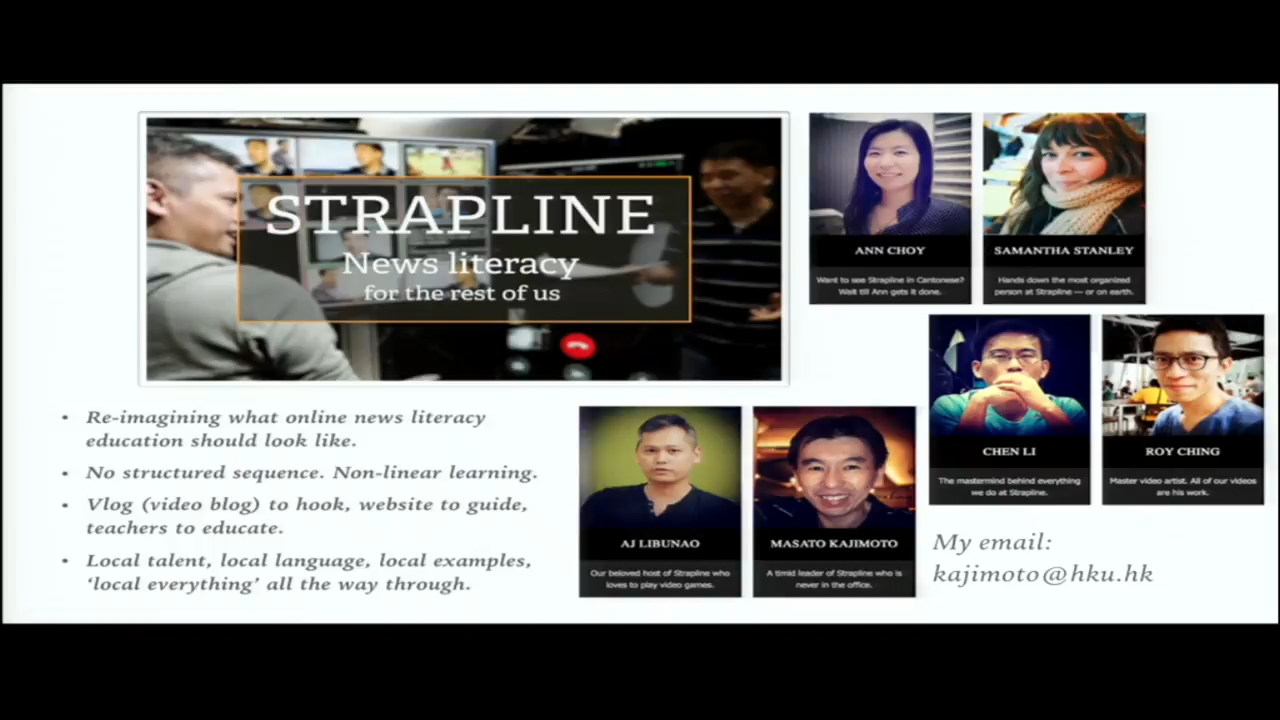 STRAPLINE
News literacy
for the rest of us
• Re-imagining what online news literacy
education should look like.
• No structured sequence. Non-linear learning.
• Vlog (video blog) to hook, website to guide,
teachers to educate.
• Local talent, local language, local examples,
‘local everything’ all the way through.
ANN CHOY
Want to see Strapline in Cantonese?
Wait till Ann gets it done.
SAMANTHA STANLEY
Hands down the most organized
person at Strapline — or on earth.
CHEN LI
The mastermind behind everything
we do at Strapline.
ROY CHING
Master video artist. All of our videos
are his work.
AJ LIBUNAO
Our beloved host of Strapline who
loves to play video games.
MASATO KAJIMOTO
A timid leader of Strapline who is
never in the office.
My email:
kajimoto@hku.hk